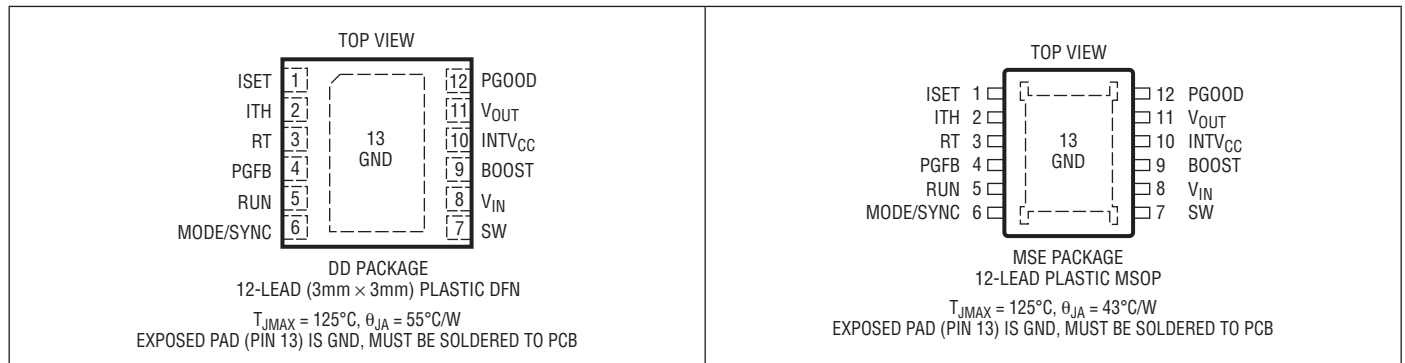 TOP VIEW
ISET 1
ITH 2
RT 3
PGFB 4
RUN 5
MODE/SYNC 6
13
GND
12 PGOOD
11 VOUT
10 INTVCC
9 BOOST
8 VIN
7 SW
DD PACKAGE
12-LEAD (3mm × 3mm) PLASTIC DFN
TJMAX = 125°C, θJA = 55°C/W
EXPOSED PAD (PIN 13) IS GND, MUST BE SOLDERED TO PCB
TOP VIEW
ISET 1
ITH 2
RT 3
PGFB 4
RUN 5
MODE/SYNC 6
13
GND
12 PGOOD
11 VOUT
10 INTVCC
9 BOOST
8 VIN
7 SW
MSE PACKAGE
12-LEAD PLASTIC MSOP
TJMAX = 125°C, θJA = 43°C/W
EXPOSED PAD (PIN 13) IS GND, MUST BE SOLDERED TO PCB